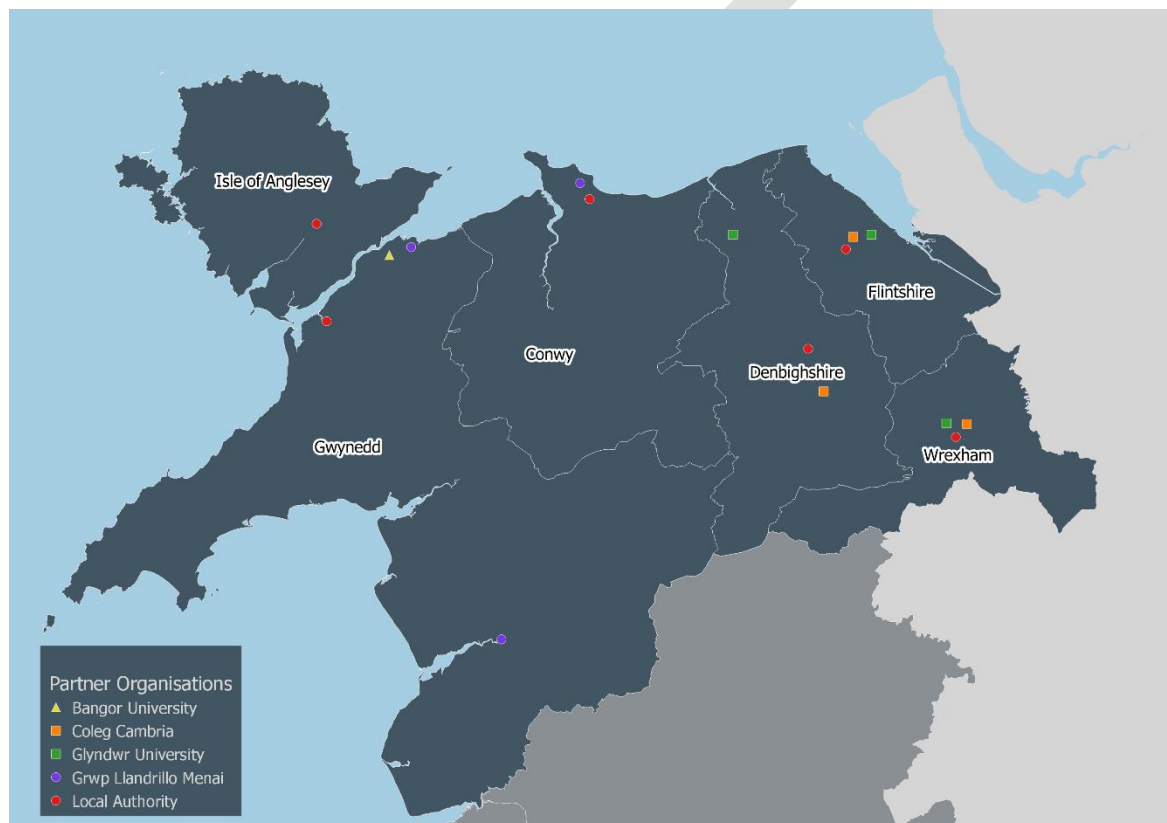 Isle of Anglesey
Flintshire
Conwy
Denbighshire
Gwynedd
Wrexham
Partner Organisations
Bangor University
Coleg Cambria
Glyndwr University
Grwp Llandrillo Menai
Local Authority